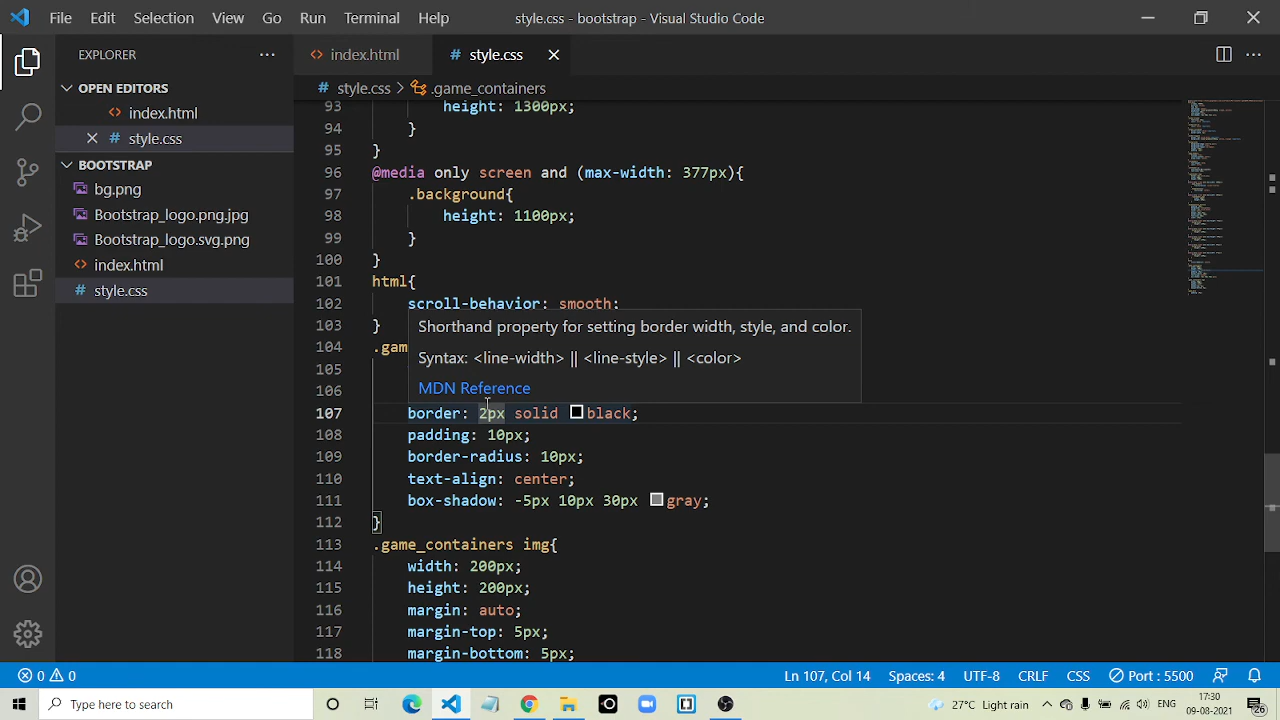 File Edit Selection View Go Run Terminal Help style.css - bootstrap - Visual Studio Code
EXPLORER
OPEN EDITORS
index.html
style.css
BOOTSTRAP
bg.png
Bootstrap_logo.png.jpg
Bootstrap_logo.svg.png
index.html
style.css
index.html style.css
style.css > .game_containers
93 height: 1300px;
94 }
95 }
96 @media only screen and (max-width: 377px){
97 .background{
98 height: 1100px;
99 }
100 }
101 html{
102 scroll-behavior: smooth;
103 }
104 .gam
105
106
Shorthand property for setting border width, style, and color.
Syntax: <line-width> || <line-style> || <color>
MDN Reference
107 border: 2px solid black;
108 padding: 10px;
109 border-radius: 10px;
110 text-align: center;
111 box-shadow: -5px 10px 30px gray;
112 }
113 .game_containers img{
114 width: 200px;
115 height: 200px;
116 margin: auto;
117 margin-top: 5px;
118 margin-bottom: 5px;
0 0 Ln 107, Col 14 Spaces: 4 UTF-8 CRLF CSS Port : 5500
Type here to search
27°C Light rain ENG 17:30
09-08-2021